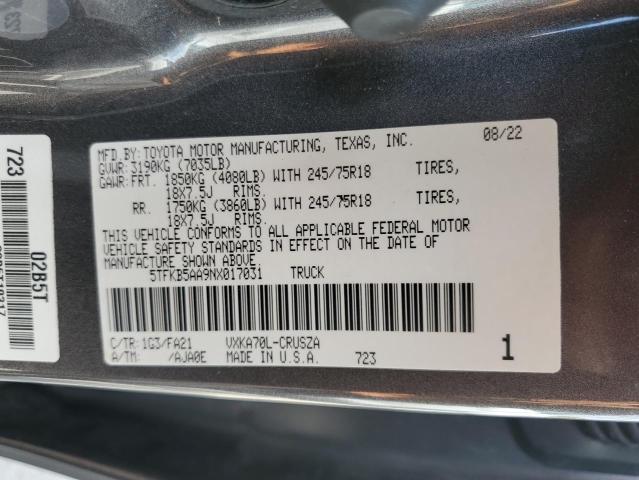 MFD.BY: TOYOTA MOTOR MANUFACTURING, TEXAS, INC. 08/22
GVWR: 3190KG (7035LB)
GAWR: FRT. 1850KG (4080LB) WITH 245/75R18 TIRES,
18X7.5J RIMS.
RR. 1750KG (3860LB) WITH 245/75R18 TIRES,
18X7.5J RIMS.
THIS VEHICLE CONFORMS TO ALL APPLICABLE FEDERAL MOTOR
VEHICLE SAFETY STANDARDS IN EFFECT ON THE DATE OF
MANUFACTURE SHOWN ABOVE
5TFKB5AA9NX017031 TRUCK
C/TR: 1G3/FA21 VXKA70L-CRUSZA
A/TM: /AJA0E MADE IN U.S.A. 723 1
723
02B5T